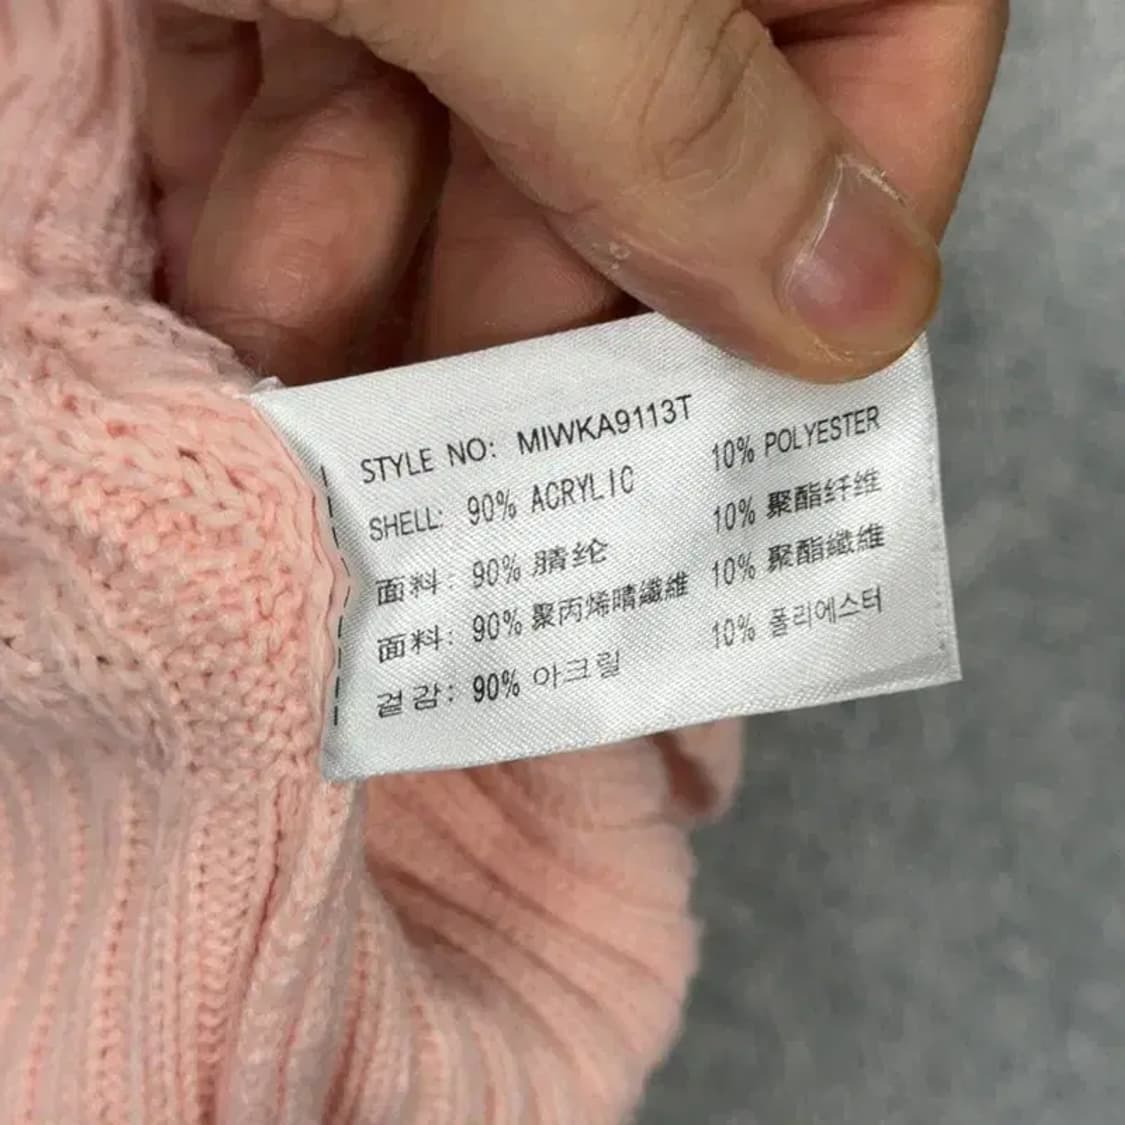 STYLE NO: MIWKA9113T
SHELL: 90% ACRYLIC 10% POLYESTER
面料: 90% 腈纶 10% 聚酯纤维
面料: 90% 聚丙烯晴纖維 10% 聚酯纖維
겉감: 90% 아크릴 10% 폴리에스터